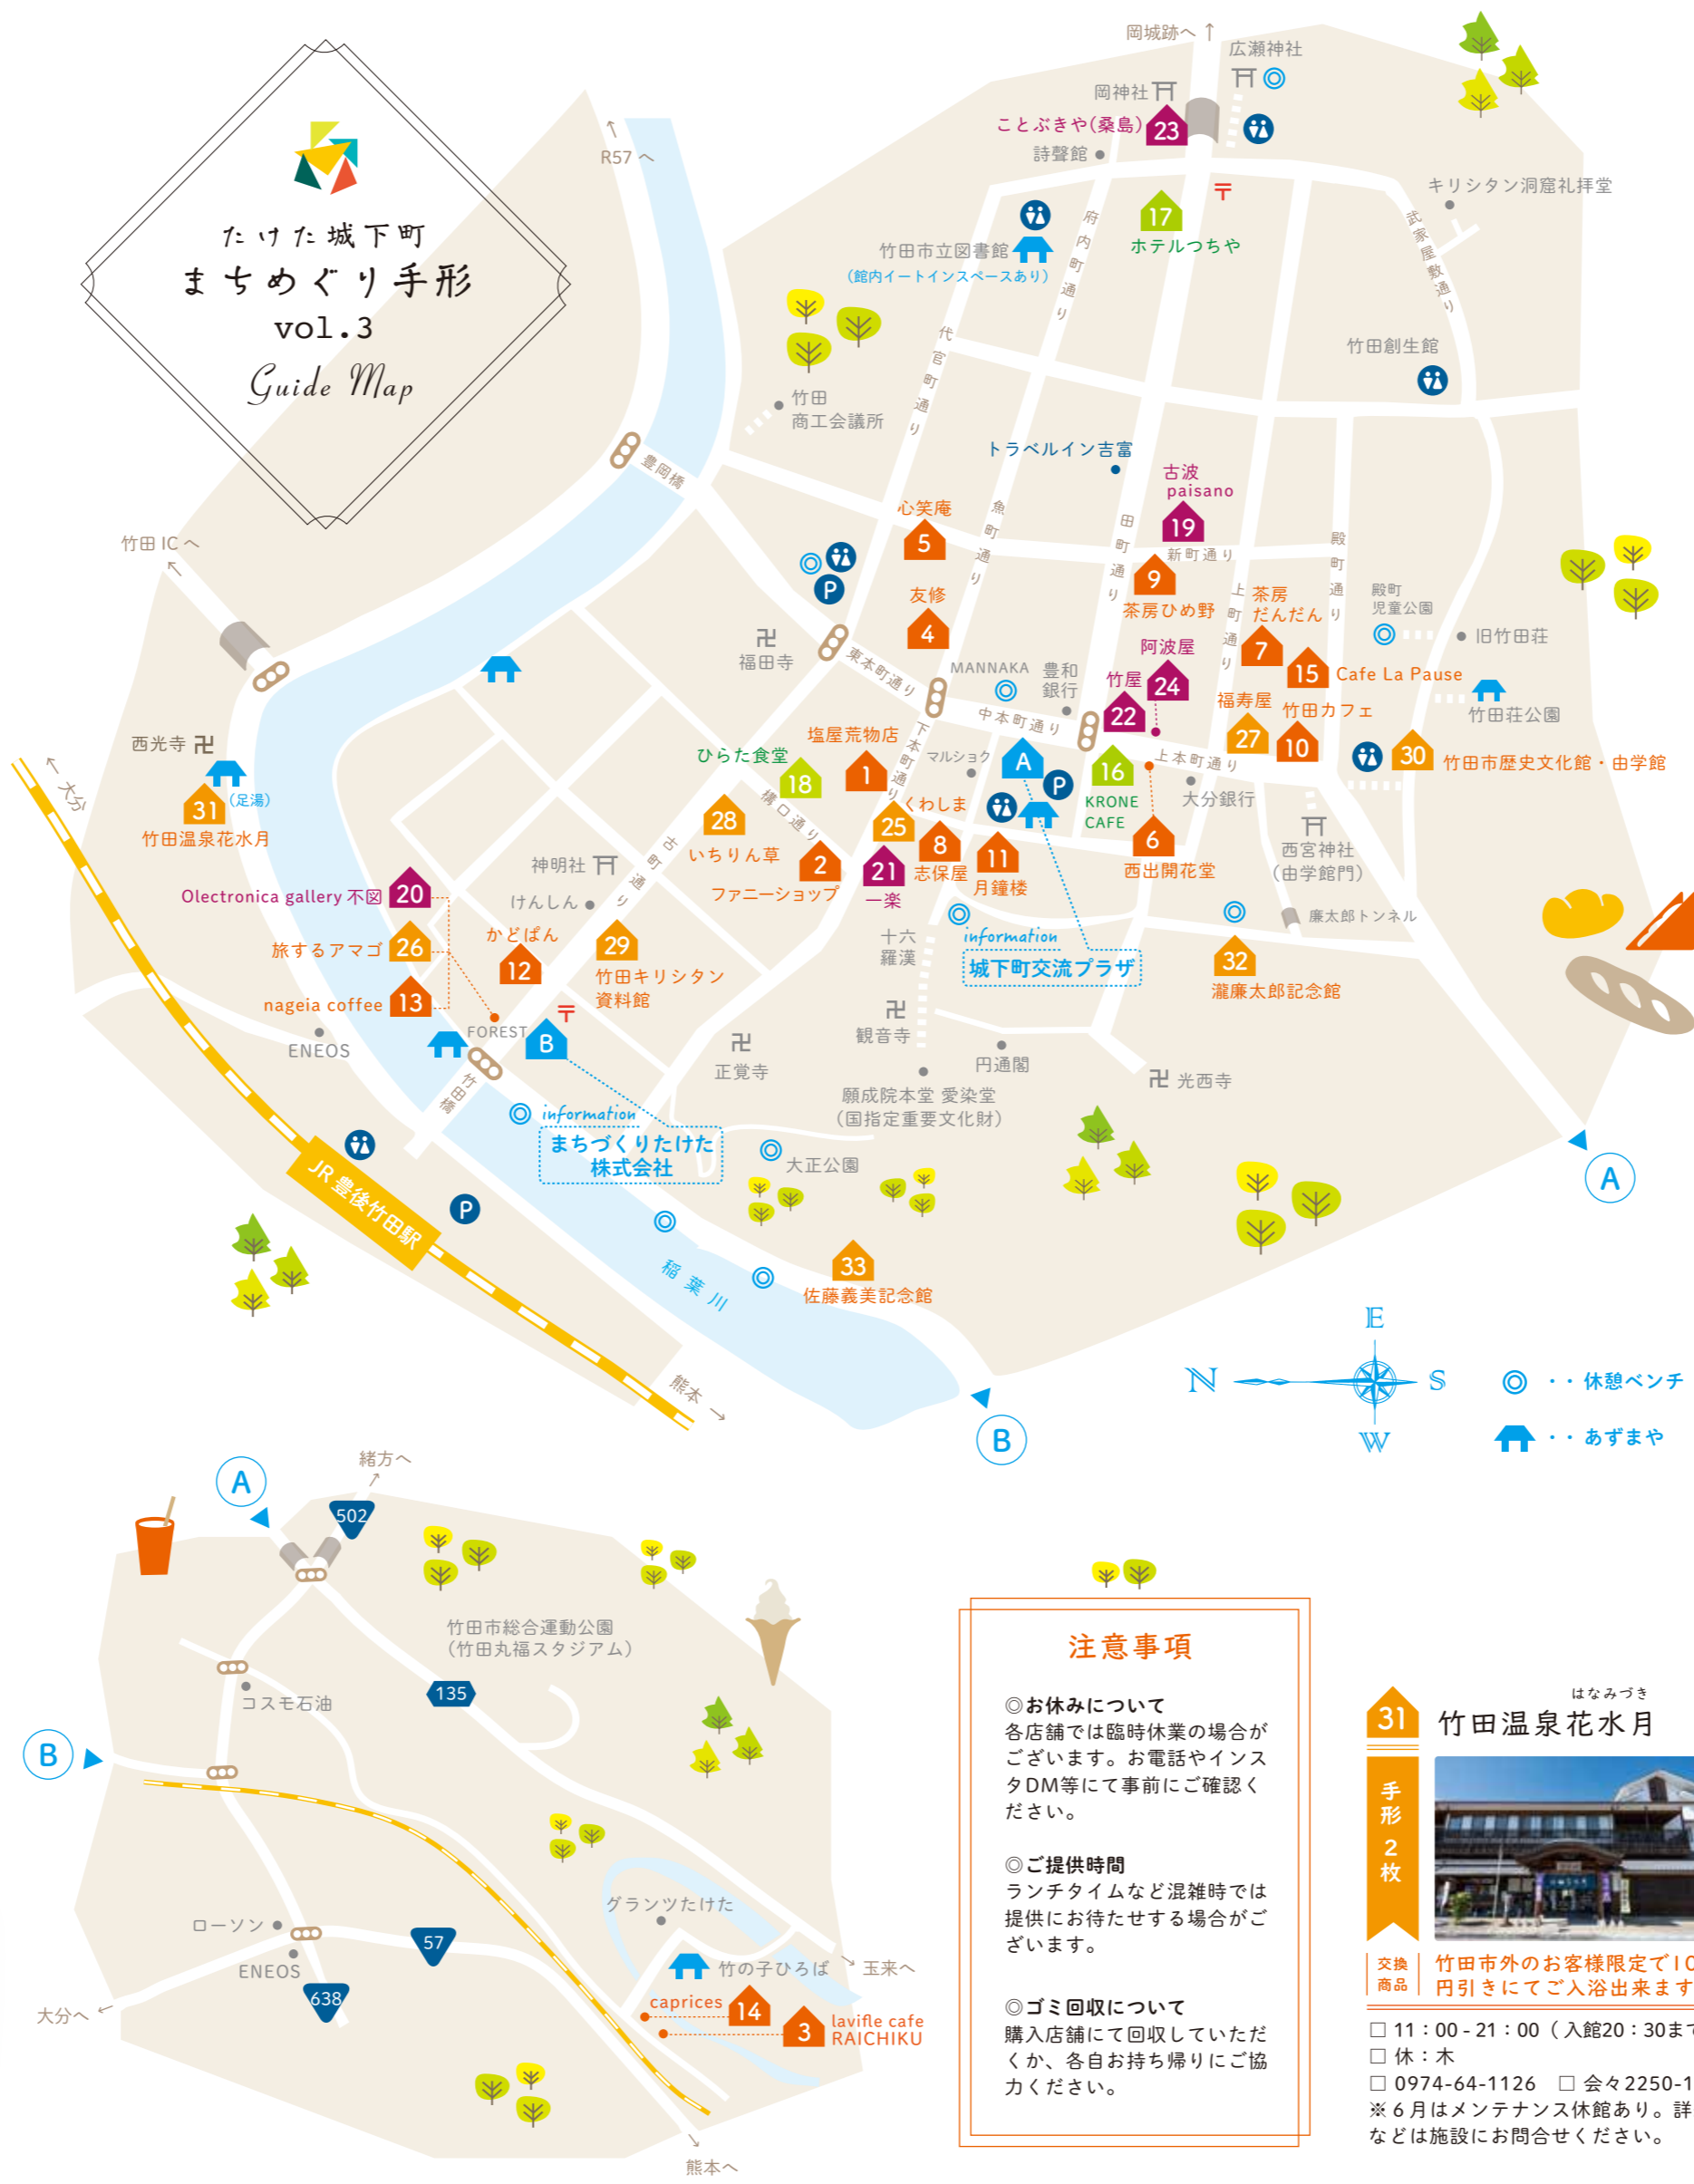 たけた城下町
まちめぐり手形
vol.3
Guide Map
岡城跡へ ↑
広瀬神社
岡神社
ことぶきや(桑島)
23
詩聲館
R57 へ
〒
17
ホテルつちや
キリシタン洞窟礼拝堂
武家屋敷通り
竹田市立図書館
(館内イートインスペースあり)
府内町通り
代官町通り
竹田創生館
竹田
商工会議所
トラベルイン吉富
豊岡橋
古波
paisano
19
心笑庵
5
魚町通り
田町通り
新町通り
殿町通り
竹田 IC へ
P
9
茶房ひめ野
上町通り
茶房
だんだん
7
殿町
児童公園
旧竹田荘
友修
4
福田寺
東本町通り
MANNAKA
豊和
銀行
阿波屋
24
竹屋
22
15
Cafe La Pause
竹田荘公園
中本町通り
福寿屋
27
竹田カフェ
10
西光寺
塩屋荒物店
1
下本町通り
マルショク
A
P
16
KRONE
CAFE
上本町通り
大分銀行
30
竹田市歴史文化館・由学館
ひらた食堂
18
← 大分
31
(足湯)
竹田温泉花水月
28
いちりん草
構口通り
くわしま
25
2
ファニーショップ
21
一楽
8
志保屋
11
月鐘楼
6
西出開花堂
西宮神社
(由学館門)
神明社
古町通り
Olectronica gallery 不図
20
けんしん
廉太郎トンネル
旅するアマゴ
26
かどぱん
12
29
竹田キリシタン
資料館
十六
羅漢
information
城下町交流プラザ
32
瀧廉太郎記念館
nageia coffee
13
FOREST
〒
B
ENEOS
観音寺
円通閣
正覚寺
光西寺
竹田橋
願成院本堂 愛染堂
(国指定重要文化財)
information
まちづくりたけた
株式会社
大正公園
A
JR 豊後竹田駅
P
稲葉川
33
佐藤義美記念館
熊本 →
B
E
N
S
W
・・休憩ベンチ
・・あずまや
A
緒方へ
502
竹田市総合運動公園
(竹田丸福スタジアム)
コスモ石油
135
B
ローソン
ENEOS
57
638
大分へ
グランツたけた
竹の子ひろば
玉来へ
caprices
14
3
lavifle cafe
RAICHIKU
熊本へ
注意事項
◎お休みについて
各店舗では臨時休業の場合が
ございます。お電話やインス
タDM等にて事前にご確認く
ださい。
◎ご提供時間
ランチタイムなど混雑時では
提供にお待たせする場合がご
ざいます。
◎ゴミ回収について
購入店舗にて回収していただ
くか、各自お持ち帰りにご協
力ください。
31
はなみづき
竹田温泉花水月
手形2枚
交換
商品
竹田市外のお客様限定で10
円引きにてご入浴出来ます
□ 11：00 - 21：00（入館20：30まで
□ 休：木
□ 0974-64-1126 □ 会々2250-1
※６月はメンテナンス休館あり。詳
などは施設にお問合せください。